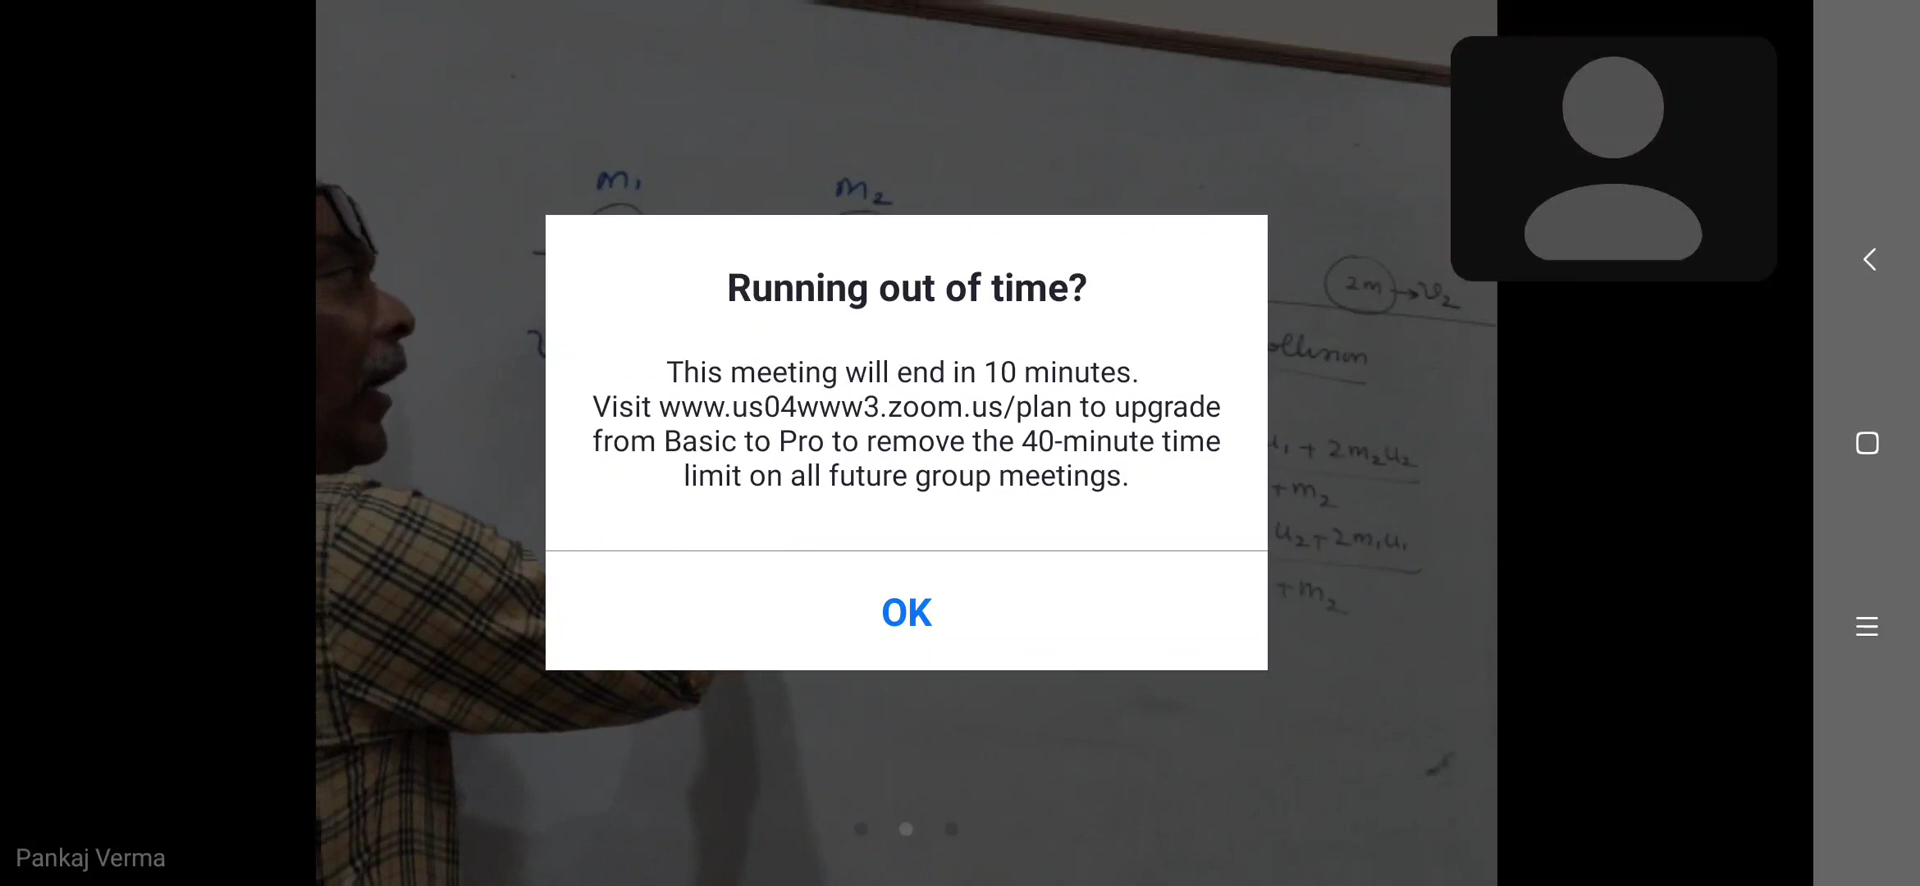 m₁
m₂
Running out of time?
This meeting will end in 10 minutes.
Visit www.us04www3.zoom.us/plan to upgrade
from Basic to Pro to remove the 40-minute time
limit on all future group meetings.
OK
2m → v₂
ollision
u₁ + 2m₂u₂
+m₂
u₂+2m₁u₁
+m₂
Pankaj Verma